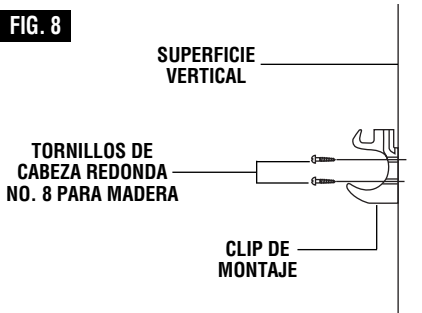 FIG. 8
SUPERFICIE
VERTICAL
TORNILLOS DE
CABEZA REDONDA
NO. 8 PARA MADERA
CLIP DE
MONTAJE